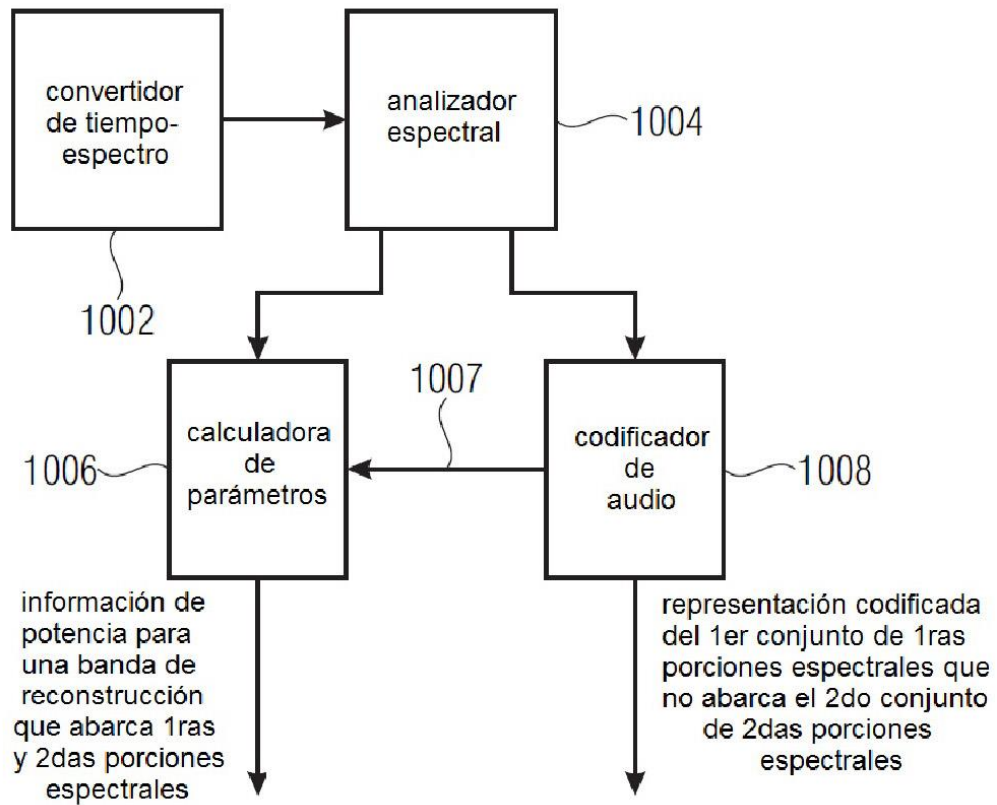 convertidor
de tiempo-
espectro
analizador
espectral
1004
1002
1007
calculadora
de
parámetros
1006
codificador
de
audio
1008
información de
potencia para
una banda de
reconstrucción
que abarca 1ras
y 2das porciones
espectrales
representación codificada
del 1er conjunto de 1ras
porciones espectrales que
no abarca el 2do conjunto
de 2das porciones
espectrales